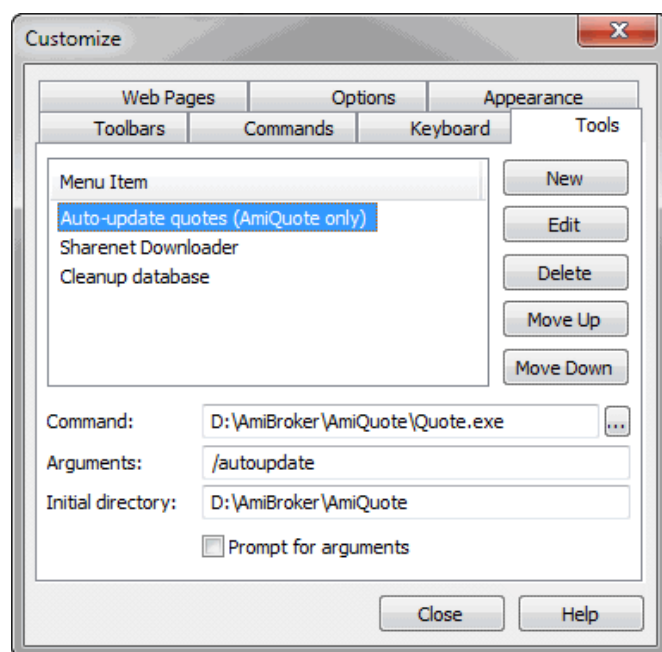 Customize
Web Pages Options Appearance
Toolbars Commands Keyboard Tools
Menu Item
Auto-update quotes (AmiQuote only)
Sharenet Downloader
Cleanup database
New
Edit
Delete
Move Up
Move Down
Command: D:\AmiBroker\AmiQuote\Quote.exe ...
Arguments: /autoupdate
Initial directory: D:\AmiBroker\AmiQuote
Prompt for arguments
Close Help